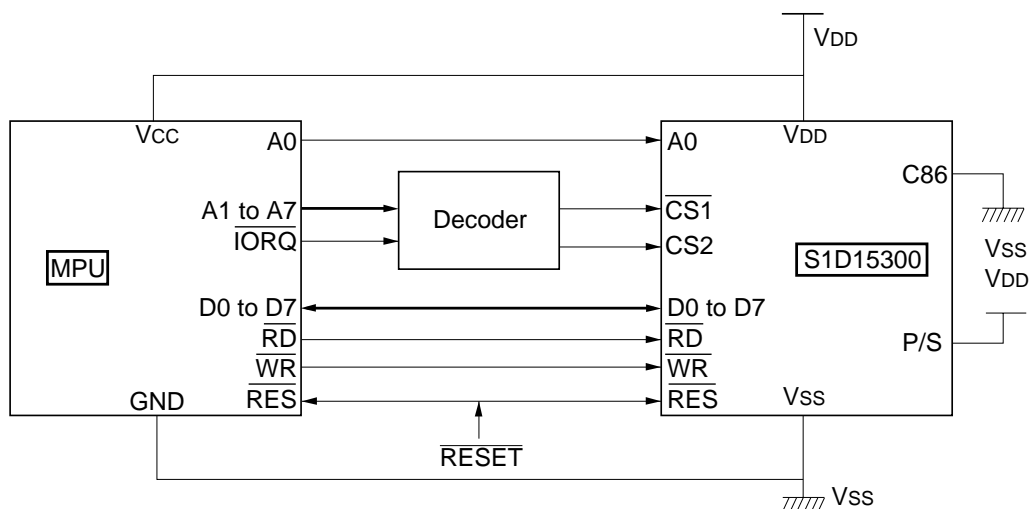 VDD
VCC
A0
A0
VDD
C86
A1 to A7
Decoder
CS1
IORQ
CS2
VSS
MPU
S1D15300
VDD
D0 to D7
D0 to D7
RD
RD
P/S
WR
WR
GND
RES
RES
VSS
RESET
VSS